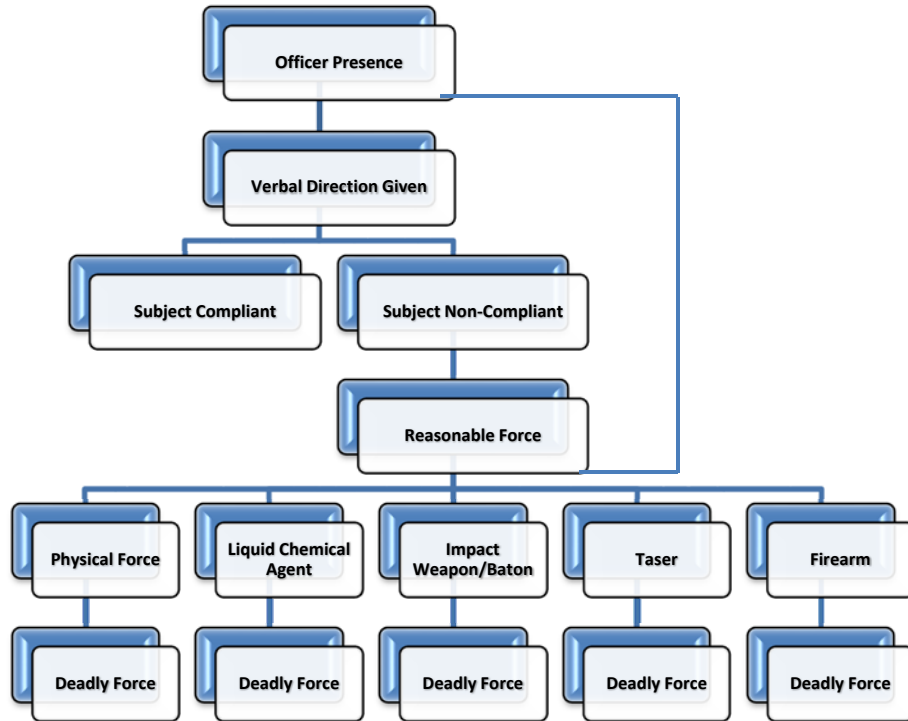 Officer Presence
Verbal Direction Given
Subject Compliant
Subject Non-Compliant
Reasonable Force
Physical Force
Liquid Chemical
Agent
Impact
Weapon/Baton
Taser
Firearm
Deadly Force
Deadly Force
Deadly Force
Deadly Force
Deadly Force